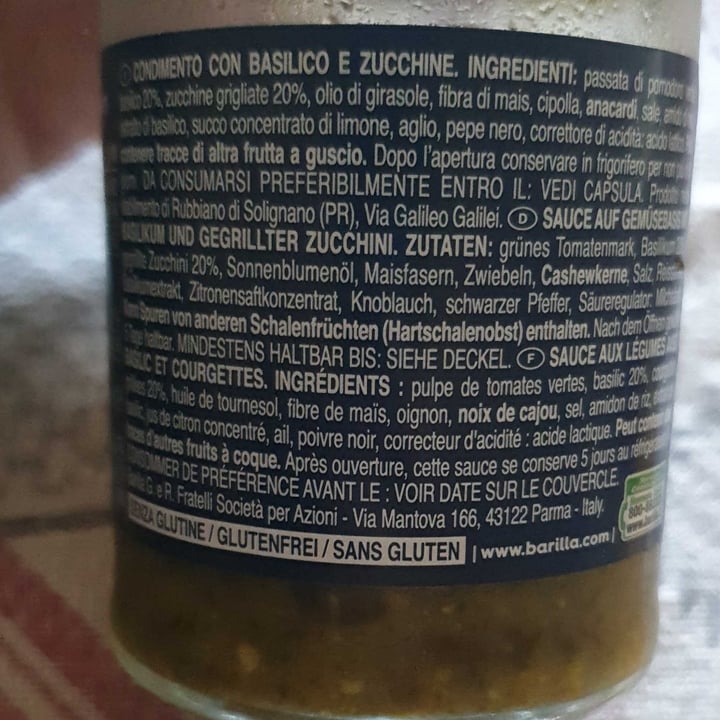 CONDIMENTO CON BASILICO E ZUCCHINE. INGREDIENTI: passata di pomodoro
20%, zucchine grigliate 20%, olio di girasole, fibra di mais, cipolla, anacardi, sale,
di basilico, succo concentrato di limone, aglio, pepe nero, correttore di acidità: acido
contenere tracce di altra frutta a guscio. Dopo l'apertura conservare in frigorifero per non
DA CONSUMARSI PREFERIBILMENTE ENTRO IL: VEDI CAPSULA.
di Rubbiano di Solignano (PR), Via Galileo Galilei. D SAUCE AUF
BASILIKUM UND GEGRILLTER ZUCCHINI. ZUTATEN: grünes Tomatenmark, Basilikum
Zucchini 20%, Sonnenblumenöl, Maisfasern, Zwiebeln, Cashewkerne, Salz,
Zitronensaftkonzentrat, Knoblauch, schwarzer Pfeffer, Säureregulator:
Spuren von anderen Schalenfrüchten (Hartschalenobst) enthalten. Nach dem Öffnen
haltbar. MINDESTENS HALTBAR BIS: SIEHE DECKEL. F SAUCE AUX LÉGUMES
BASILIC ET COURGETTES. INGRÉDIENTS : pulpe de tomates vertes, basilic 20%,
20%, huile de tournesol, fibre de maïs, oignon, noix de cajou, sel, amidon de riz,
jus de citron concentré, ail, poivre noir, correcteur d'acidité : acide lactique. Peut
d'autres fruits à coque. Après ouverture, cette sauce se conserve 5 jours au
CONSOMMER DE PRÉFÉRENCE AVANT LE : VOIR DATE SUR LE COUVERCLE.
G. e R. Fratelli Società per Azioni - Via Mantova 166, 43122 Parma - Italy.
SENZA GLUTINE / GLUTENFREI / SANS GLUTEN | www.barilla.com |